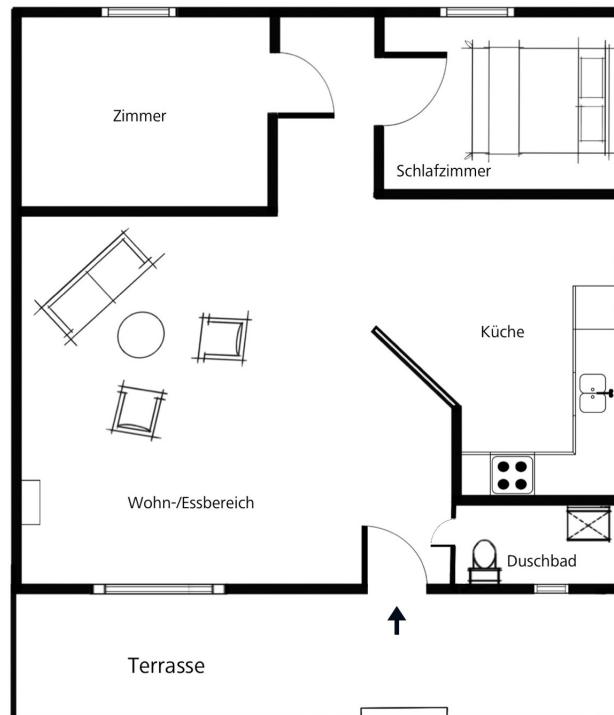 Zimmer
Schlafzimmer
Küche
Wohn-/Essbereich
Duschbad
Terrasse